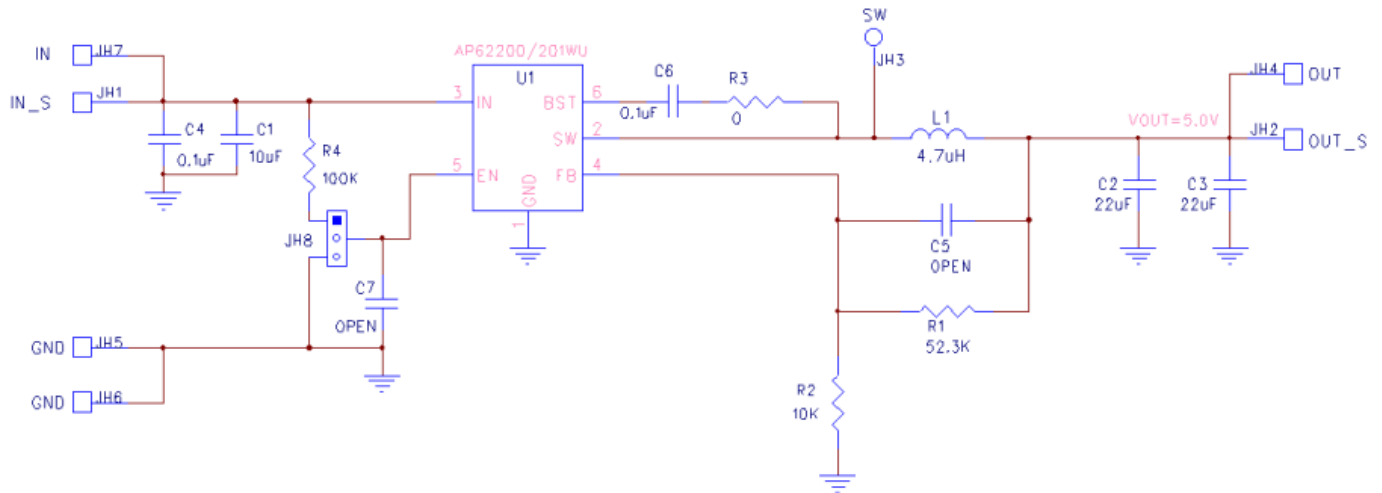 SW
IN
JH7
AP62200/201WU
JH3
JH4
OUT
U1
C6
R3
IN_S
JH1
3
IN
BST
6
0.1uF
0
L1
VOUT=5.0V
JH2
OUT_S
C4
0.1uF
C1
10uF
SW
2
4.7uH
R4
100K
5
EN
FB
4
C2
22uF
C3
22uF
GND
1
JH8
C5
OPEN
C7
OPEN
R1
52.3K
GND
JH5
GND
JH6
R2
10K